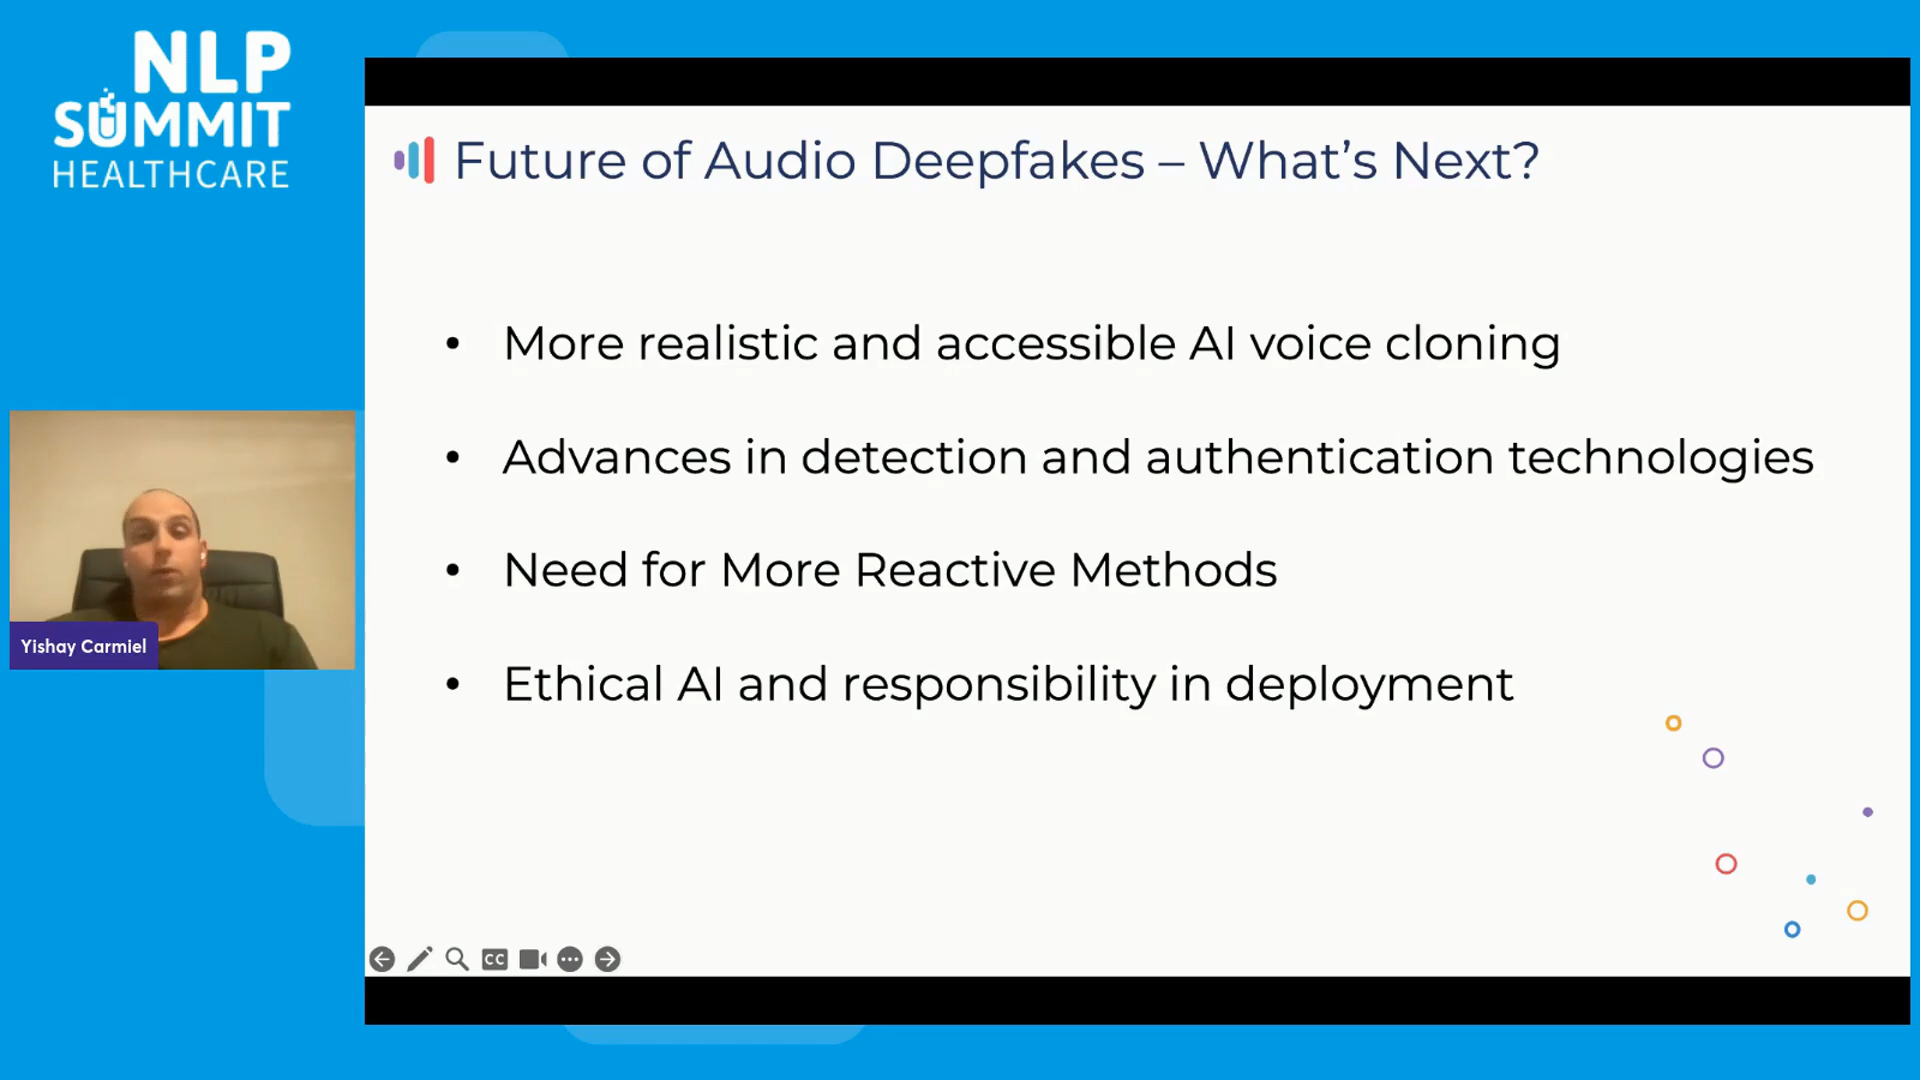 NLP
SUMMIT
HEALTHCARE
Future of Audio Deepfakes – What's Next?
• More realistic and accessible AI voice cloning
• Advances in detection and authentication technologies
• Need for More Reactive Methods
• Ethical AI and responsibility in deployment
Yishay Carmiel
CC